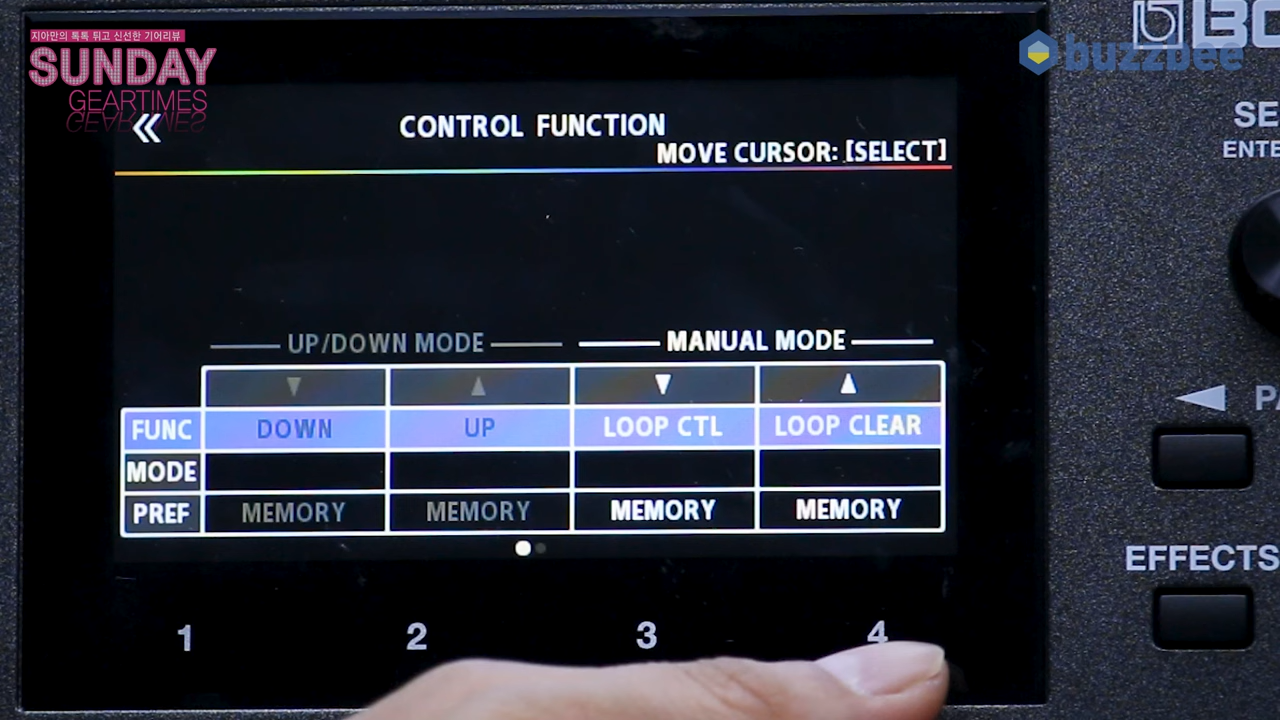 지아만의 톡톡 튀고 신선한 기어리뷰
SUNDAY
GEARTIMES
buzzbee
CONTROL FUNCTION
MOVE CURSOR: [SELECT]
UP/DOWN MODE
MANUAL MODE
▼ ▲ ▼ ▲
FUNC DOWN UP LOOP CTL LOOP CLEAR
MODE
PREF MEMORY MEMORY MEMORY MEMORY
1 2 3 4
SE
ENTE
◀ PA
EFFECTS